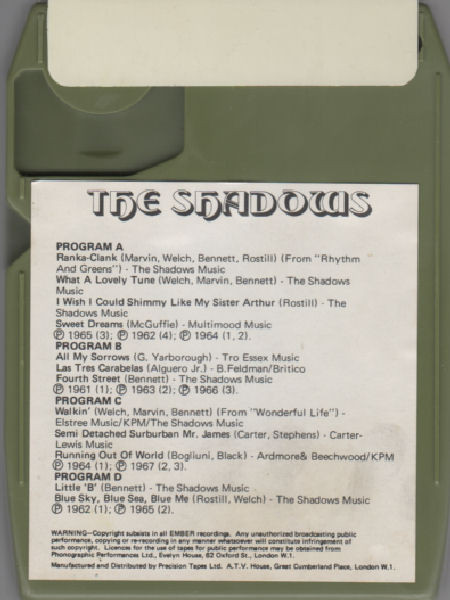 THE SHADOWS
PROGRAM A
Ranka-Clank (Marvin, Welch, Bennett, Rostill) (From "Rhythm
And Greens") - The Shadows Music
What A Lovely Tune (Welch, Marvin, Bennett) - The Shadows
Music
I Wish I Could Shimmy Like My Sister Arthur (Rostill) - The
Shadows Music
Sweet Dreams (McGuffie) - Multimood Music
Ⓟ 1965 (3); Ⓟ 1962 (4); Ⓟ 1964 (1, 2).
PROGRAM B
All My Sorrows (G. Yarborough) - Tro Essex Music
Las Tres Carabelas (Alguero Jr.) - B.Feldman/Britico
Fourth Street (Bennett) - The Shadows Music
Ⓟ 1961 (1); Ⓟ 1963 (2); Ⓟ 1966 (3).
PROGRAM C
Walkin' (Welch, Marvin, Bennett) (From "Wonderful Life") -
Elstree Music/KPM/The Shadows Music
Semi Detached Surburban Mr. James (Carter, Stephens) - Carter-
Lewis Music
Running Out Of World (Bogliuni, Black) - Ardmore& Beechwood/KPM
Ⓟ 1964 (1); Ⓟ 1967 (2, 3).
PROGRAM D
Little 'B' (Bennett) - The Shadows Music
Blue Sky, Blue Sea, Blue Me (Rostill, Welch) - The Shadows Music
Ⓟ 1962 (1); Ⓟ 1965 (2).
WARNING—Copyright subsists in all EMBER recordings. Any unauthorized broadcasting public
performance, copying or re-recording in any manner whatsoever will constitute infringement of
such copyright. Licences for the use of tapes for public performance may be obtained from
Phonographic Performances Ltd., Evelyn House, 62 Oxford St., London W.1.
Manufactured and Distributed by Precision Tapes Ltd. A.T.V. House, Great Cumberland Place, London W.1.